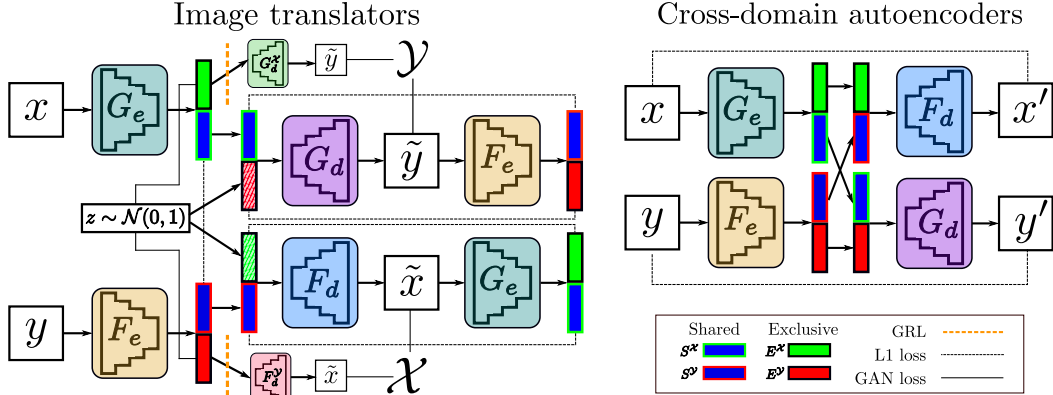 Image translators
Cross-domain autoencoders
x
G_e
G_d^𝒳
ỹ
𝒴
G_d
ỹ
F_e
z ∼ 𝒩(0, 1)
F_d
x̃
G_e
y
F_e
F_d^𝒴
x̃
𝒳
x
G_e
F_d
x′
y
F_e
G_d
y′
Shared
Exclusive
S^𝒳
E^𝒳
S^𝒴
E^𝒴
GRL
L1 loss
GAN loss